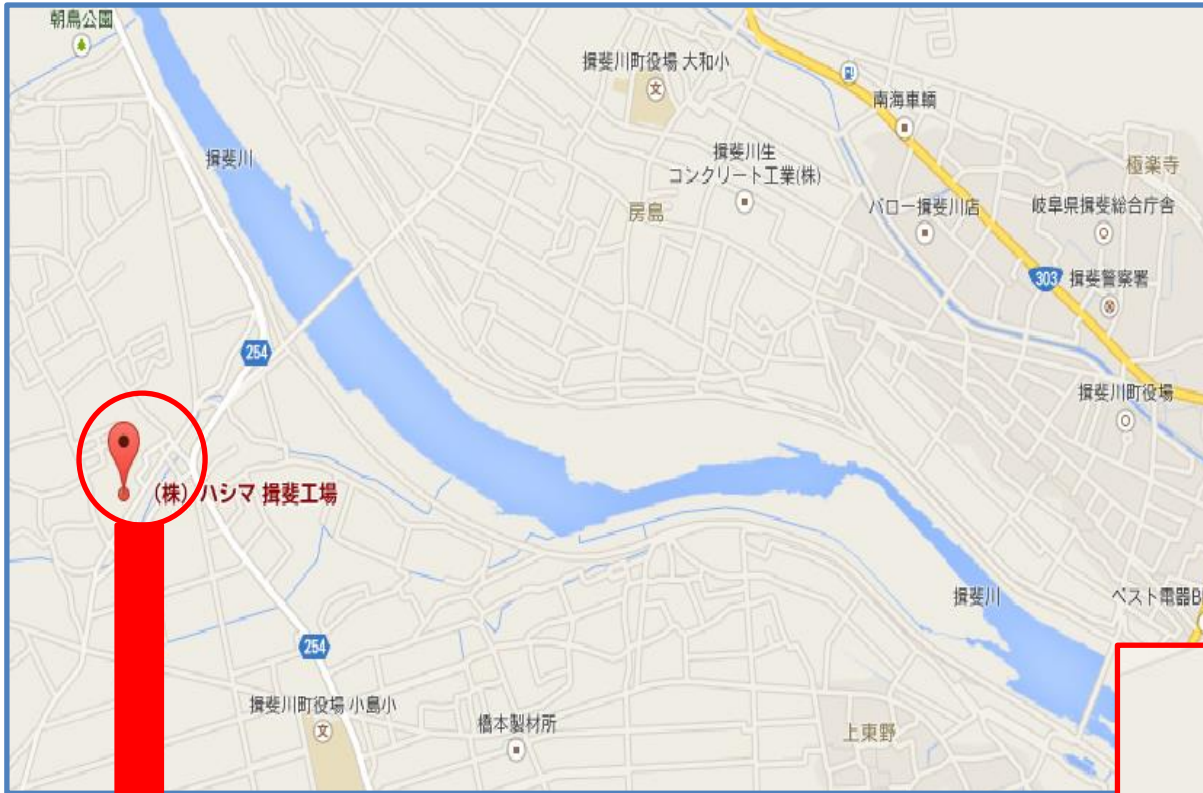 朝鳥公園
揖斐川町役場 大和小
南海車輌
揖斐川
揖斐川生
コンクリート工業(株)
極楽寺
房島
バロー揖斐川店
岐阜県揖斐総合庁舎
303
揖斐警察署
254
揖斐川町役場
(株) ハシマ 揖斐工場
揖斐川
ベスト電器B
254
揖斐川町役場 小島小
橋本製材所
上東野
文
文